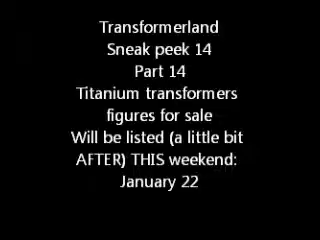 Transformerland
Sneak peek 14
Part 14
Titanium transformers
figures for sale
Will be listed (a little bit
AFTER) THIS weekend:
January 22